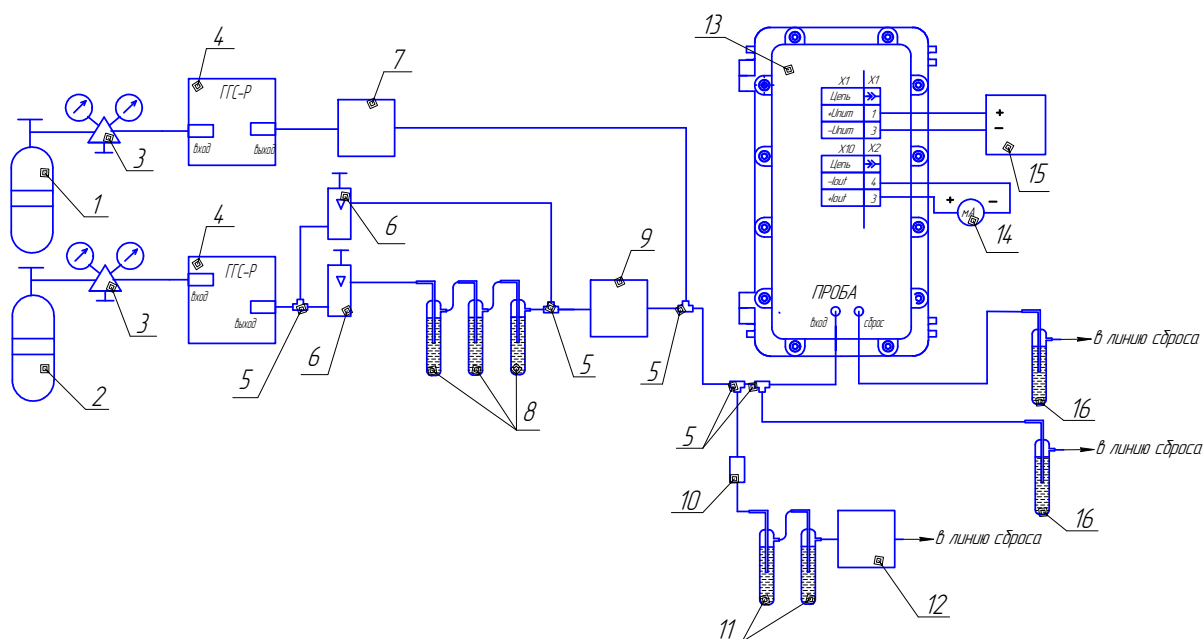 4
ГГС-Р
вход
выход
3
1
7
4
ГГС-Р
вход
выход
3
2
5
6
6
8
5
9
5
13
X1 X1
Цепь
+Uпит 1
-Uпит 3
X10 X2
Цепь
-Iout 4
+Iout 3
+
-
15
+
-
мА
14
ПРОБА
вход
сброс
5
10
11
12
в линию сброса
16
в линию сброса
16
в линию сброса